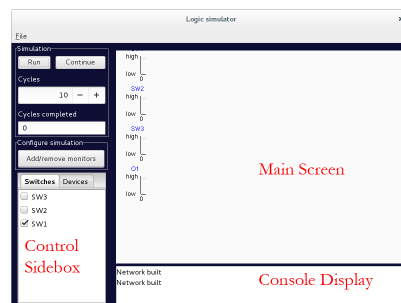 Logic simulator
File
Simulation
Run Continue
Cycles
10 − +
Cycles completed
0
Configure simulation
Add/remove monitors
Switches Devices
SW3
SW2
SW1
Control
Sidebox
high
low
0
SW2
high
low
0
SW3
high
low
0
O1
high
low
0
Main Screen
Network built
Network built
Console Display